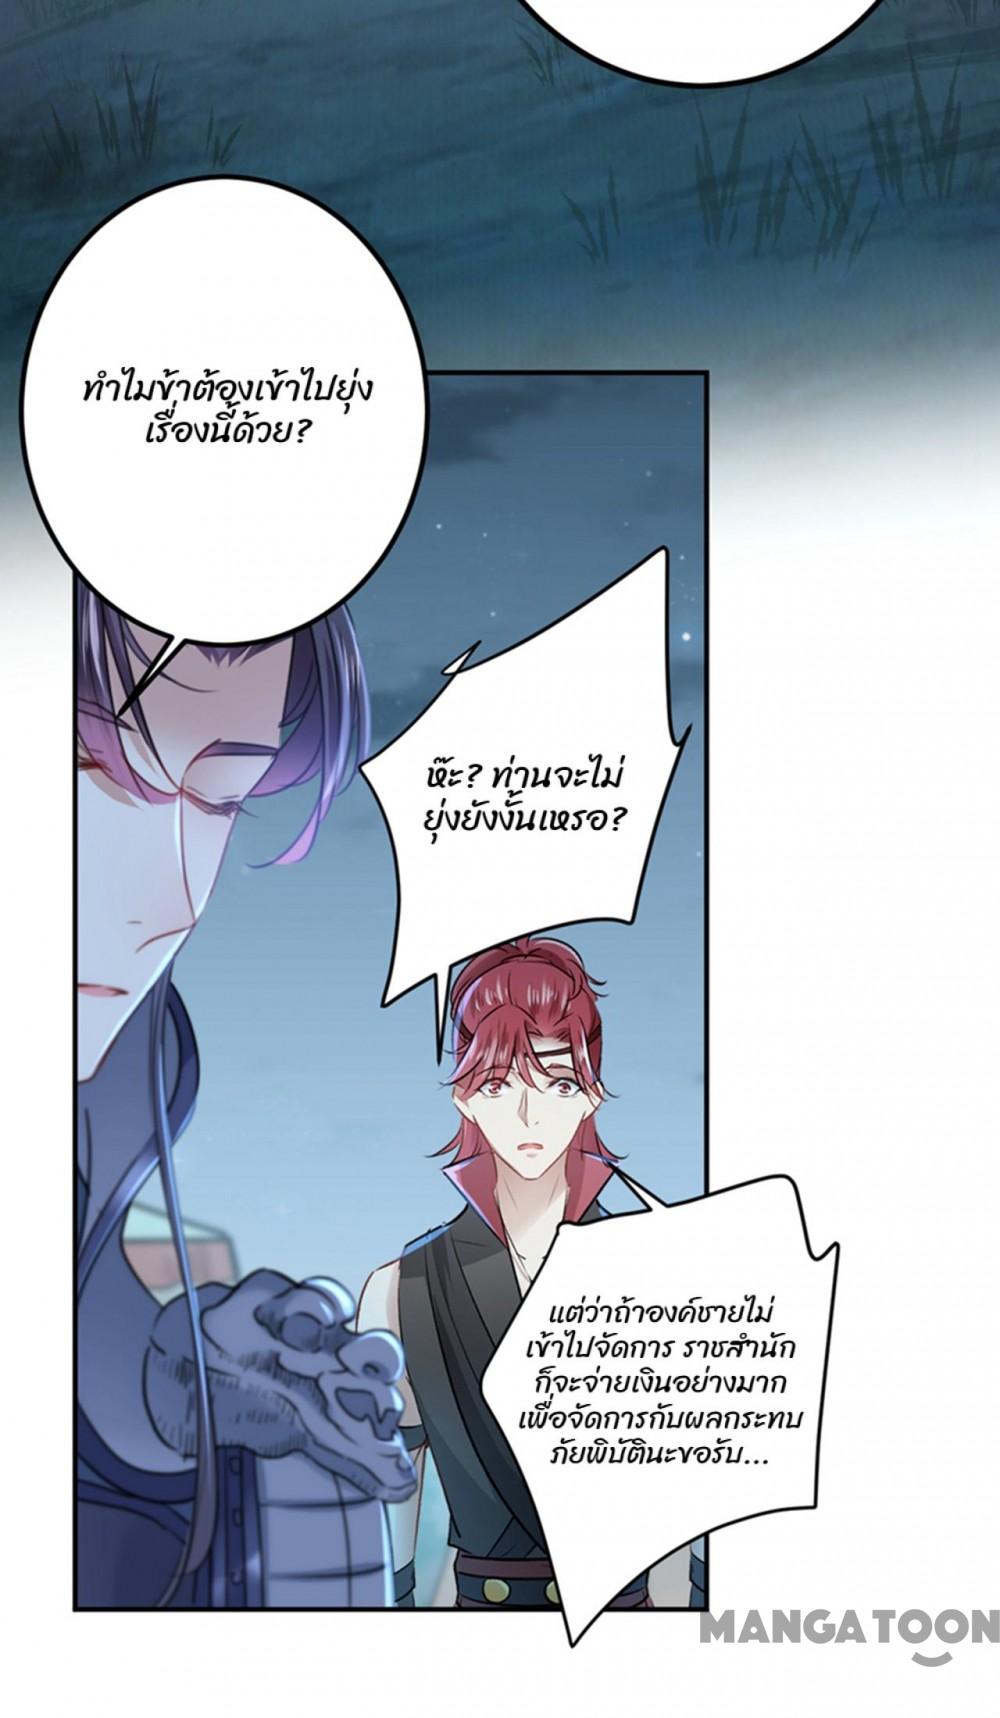 ทำไมข้าต้องเข้าไปยุ่ง
เรื่องนี้ด้วย?
ห๊ะ? ท่านจะไม่
ยุ่งยังงั้นเหรอ?
แต่ว่าถ้าองค์ชายไม่
เข้าไปจัดการ ราชสำนัก
ก็จะจ่ายเงินอย่างมาก
เพื่อจัดการกับผลกระทบ
ภัยพิบัตินะขอรับ...
MANGATOON